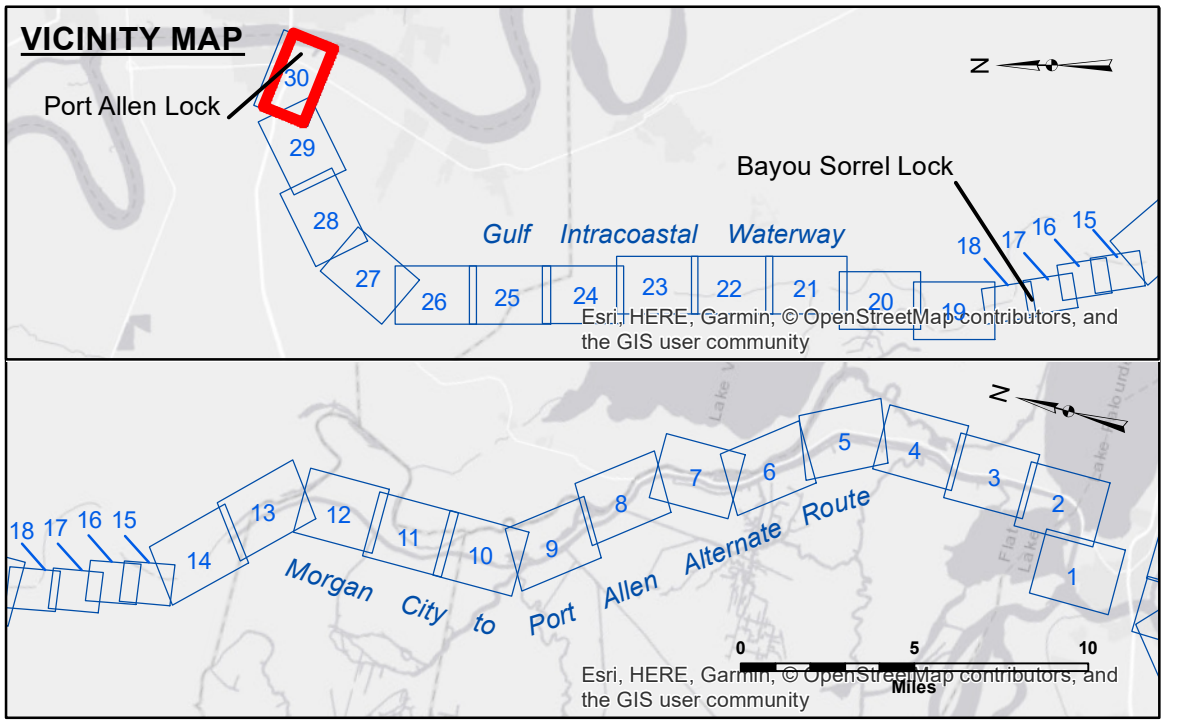 VICINITY MAP
N
30
Port Allen Lock
29
Bayou Sorrel Lock
28
Gulf Intracoastal Waterway
18 17 16 15
27
26 25 24 23 22 21 20 19
Esri, HERE, Garmin, © OpenStreetMap contributors, and
the GIS user community
N
18 17 16 15
14 13 12 11 10 9 8 7 6 5 4 3 2 1
Morgan City to Port Allen Alternate Route
Lake
Lake
0 5 10
Miles
Esri, HERE, Garmin, © OpenStreetMap contributors, and
the GIS user community